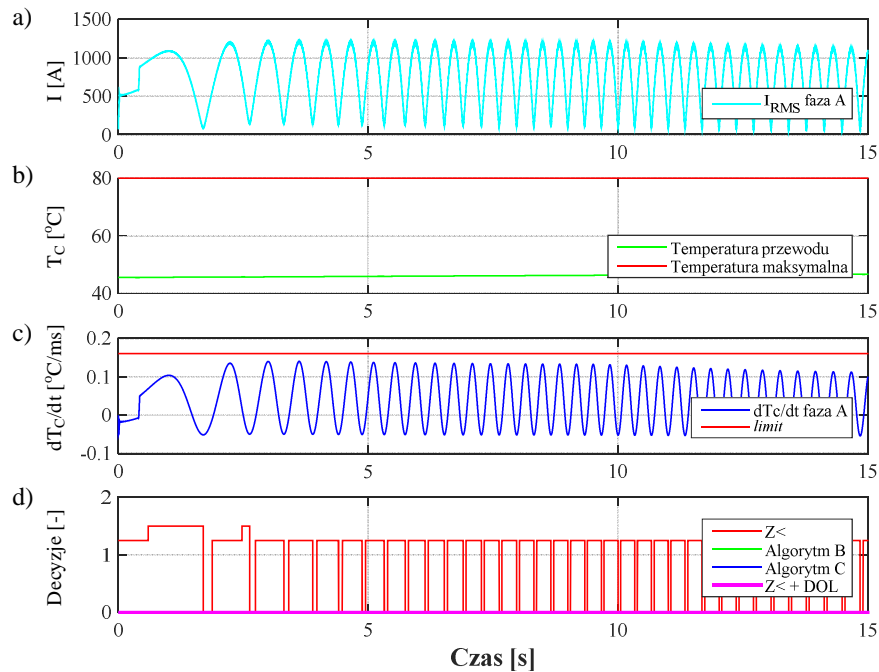 a)
I [A]
1500
1000
500
0
I_RMS faza A
0 5 10 15
b)
T_C [°C]
80
60
40
Temperatura przewodu
Temperatura maksymalna
0 5 10 15
c)
dT_C/dt [°C/ms]
0.2
0.1
0
-0.1
dTc/dt faza A
limit
0 5 10 15
d)
Decyzje [-]
2
1
0
Z<
Algorytm B
Algorytm C
Z< + DOL
0 5 10 15
Czas [s]